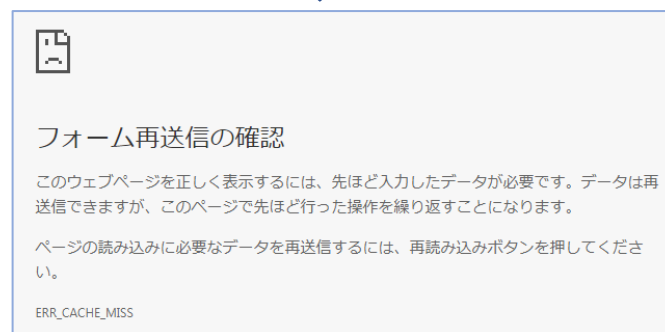 フォーム再送信の確認
このウェブページを正しく表示するには、先ほど入力したデータが必要です。データは再
送信できますが、このページで先ほど行った操作を繰り返すことになります。
ページの読み込みに必要なデータを再送信するには、再読み込みボタンを押してくださ
い。
ERR_CACHE_MISS